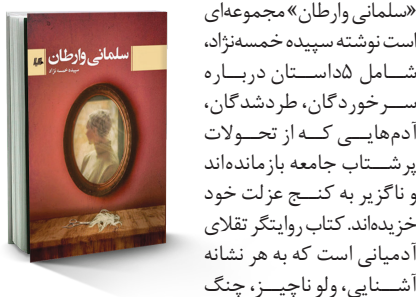 «سلمانی وارطان» مجموعه‌ای
است نوشته سپیده خمسه‌نژاد،
شامل ۵داستان درباره
سرخوردگان، طردشدگان،
آدم‌هایی که از تحولات
پرشتاب جامعه بازمانده‌اند
و ناگزیر به کنج عزلت خود
خزیده‌اند. کتاب روایتگر تقلای
آدمیانی است که به هر نشانه
آشنایی، ولو ناچیز، چنگ
سلمانی وارطان
سپیده خمسه نژاد